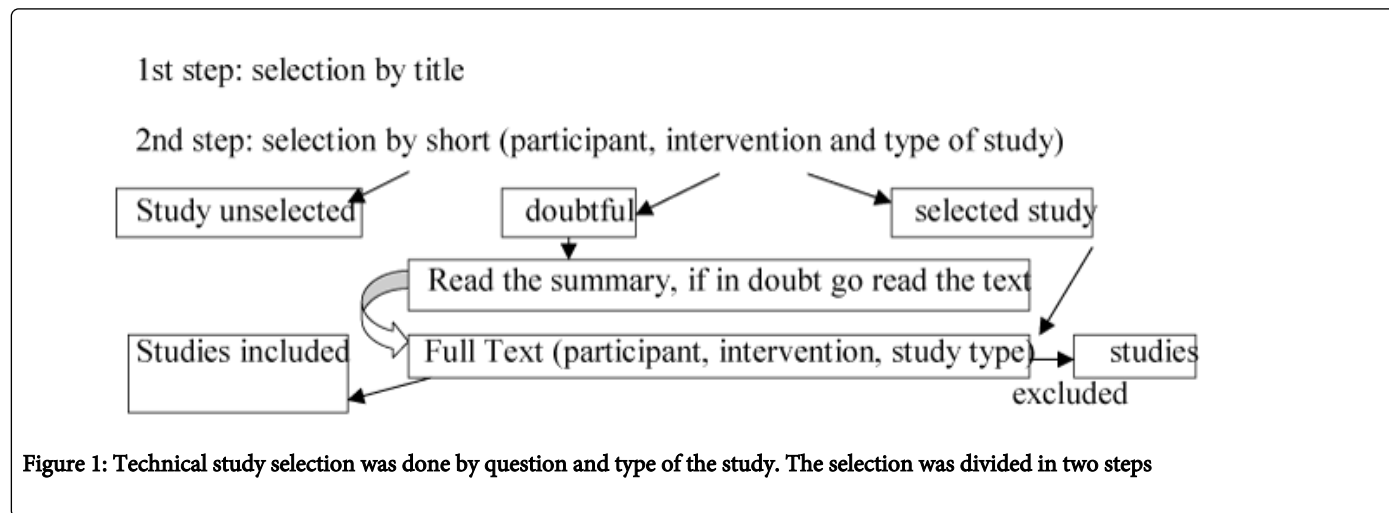 1st step: selection by title
2nd step: selection by short (participant, intervention and type of study)
Study unselected
doubtful
selected study
Read the summary, if in doubt go read the text
Studies included
Full Text (participant, intervention, study type)
studies
excluded
Figure 1: Technical study selection was done by question and type of the study. The selection was divided in two steps